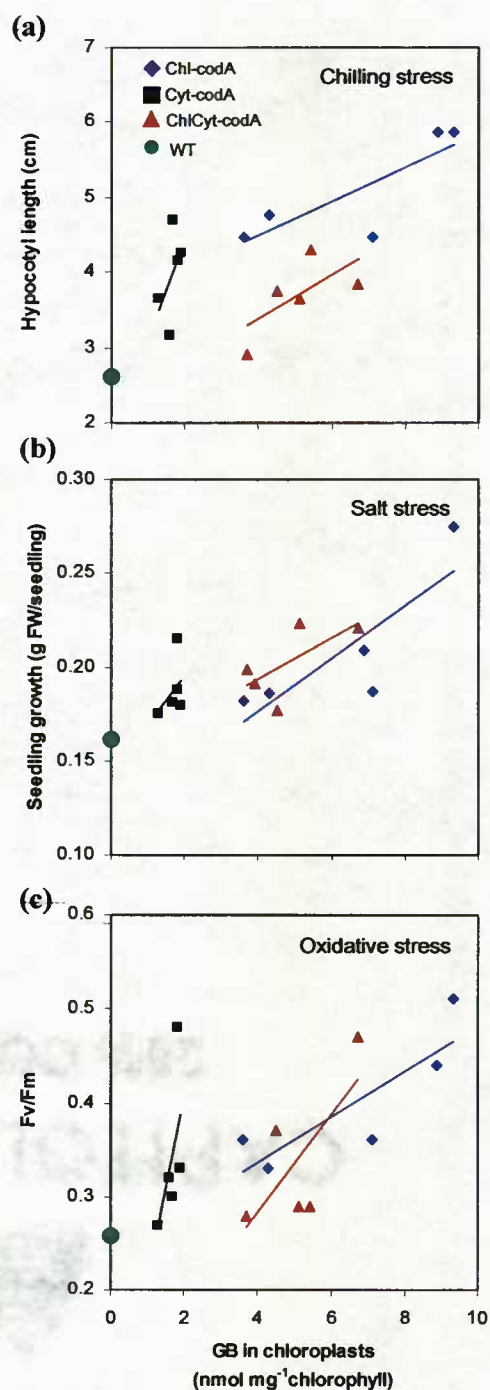 (a)
7
6
5
4
3
2
Hypocotyl length (cm)
Chl-codA
Cyt-codA
ChlCyt-codA
WT
Chilling stress
(b)
0.30
0.25
0.20
0.15
0.10
Seedling growth (g FW/seedling)
Salt stress
(c)
0.6
0.5
0.4
0.3
0.2
Fv/Fm
Oxidative stress
0 2 4 6 8 10
GB in chloroplasts
(nmol mg⁻¹chlorophyll)